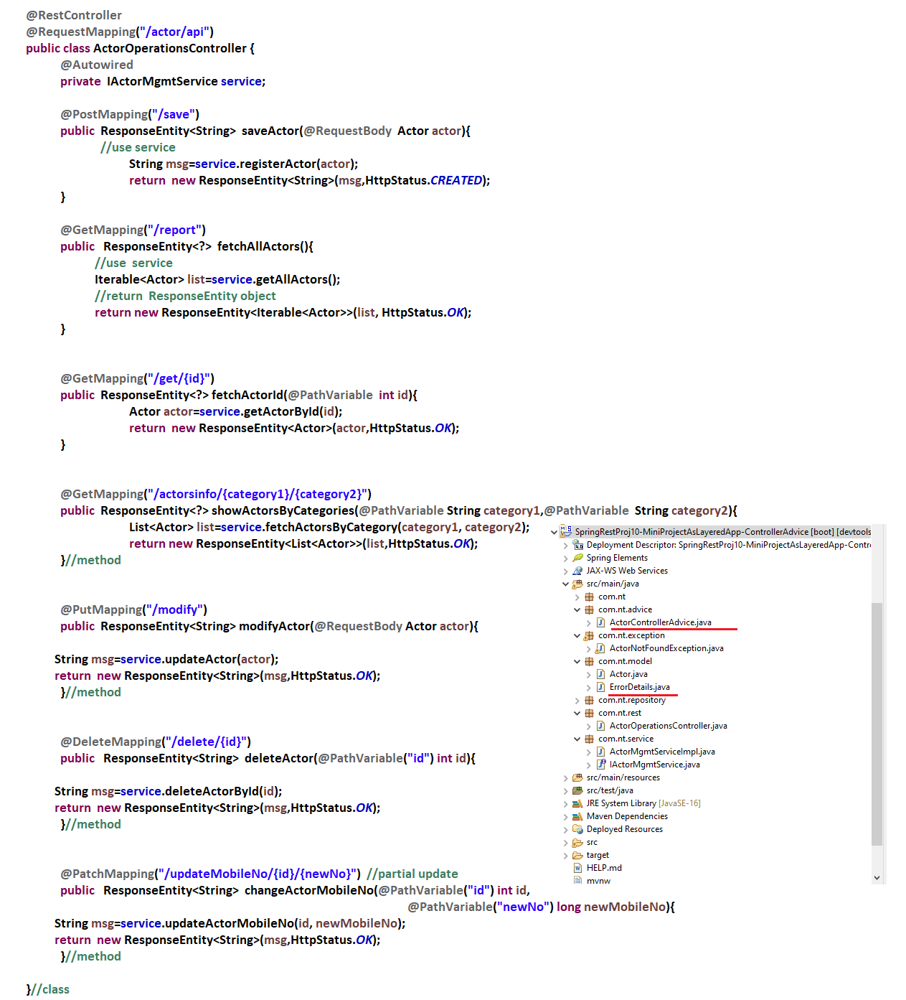 @RestController
@RequestMapping("/actor/api")
public class ActorOperationsController {
@Autowired
private  IActorMgmtService service;
@PostMapping("/save")
public  ResponseEntity<String>  saveActor(@RequestBody  Actor actor){
//use service
String msg=service.registerActor(actor);
return  new ResponseEntity<String>(msg,HttpStatus.CREATED);
}
@GetMapping("/report")
public   ResponseEntity<?>  fetchAllActors(){
//use  service
Iterable<Actor> list=service.getAllActors();
//return  ResponseEntity object
return new ResponseEntity<Iterable<Actor>>(list, HttpStatus.OK);
}
@GetMapping("/get/{id}")
public  ResponseEntity<?> fetchActorId(@PathVariable  int id){
Actor actor=service.getActorById(id);
return  new ResponseEntity<Actor>(actor,HttpStatus.OK);
}
@GetMapping("/actorsinfo/{category1}/{category2}")
public  ResponseEntity<?> showActorsByCategories(@PathVariable String category1,@PathVariable  String category2){
List<Actor> list=service.fetchActorsByCategory(category1, category2);
return new ResponseEntity<List<Actor>>(list,HttpStatus.OK);
}//method
@PutMapping("/modify")
public  ResponseEntity<String> modifyActor(@RequestBody Actor actor){
String msg=service.updateActor(actor);
return  new ResponseEntity<String>(msg,HttpStatus.OK);
}//method
@DeleteMapping("/delete/{id}")
public   ResponseEntity<String>  deleteActor(@PathVariable("id") int id){
String msg=service.deleteActorById(id);
return  new ResponseEntity<String>(msg,HttpStatus.OK);
}//method
@PatchMapping("/updateMobileNo/{id}/{newNo}")  //partial update
public   ResponseEntity<String>  changeActorMobileNo(@PathVariable("id") int id,
@PathVariable("newNo") long newMobileNo){
String msg=service.updateActorMobileNo(id, newMobileNo);
return  new ResponseEntity<String>(msg,HttpStatus.OK);
}//method
}//class
SpringRestProj10-MiniProjectAsLayeredApp-ControllerAdvice [boot] [devtools
Deployment Descriptor: SpringRestProj10-MiniProjectAsLayeredApp-Contr
Spring Elements
JAX-WS Web Services
src/main/java
com.nt
com.nt.advice
ActorControllerAdvice.java
com.nt.exception
ActorNotFoundException.java
com.nt.model
Actor.java
ErrorDetails.java
com.nt.repository
com.nt.rest
ActorOperationsController.java
com.nt.service
ActorMgmtServiceImpl.java
IActorMgmtService.java
src/main/resources
src/test/java
JRE System Library [JavaSE-16]
Maven Dependencies
Deployed Resources
src
target
HELP.md
mvnw